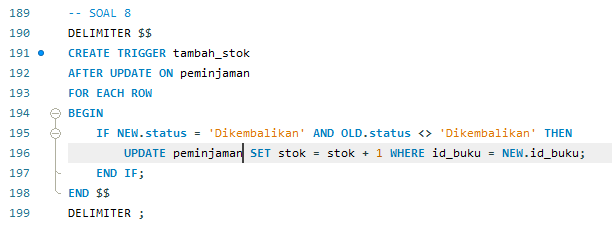 189 -- SOAL 8
190 DELIMITER $$
191 CREATE TRIGGER tambah_stok
192 AFTER UPDATE ON peminjaman
193 FOR EACH ROW
194 BEGIN
195 IF NEW.status = 'Dikembalikan' AND OLD.status <> 'Dikembalikan' THEN
196 UPDATE peminjaman SET stok = stok + 1 WHERE id_buku = NEW.id_buku;
197 END IF;
198 END $$
199 DELIMITER ;